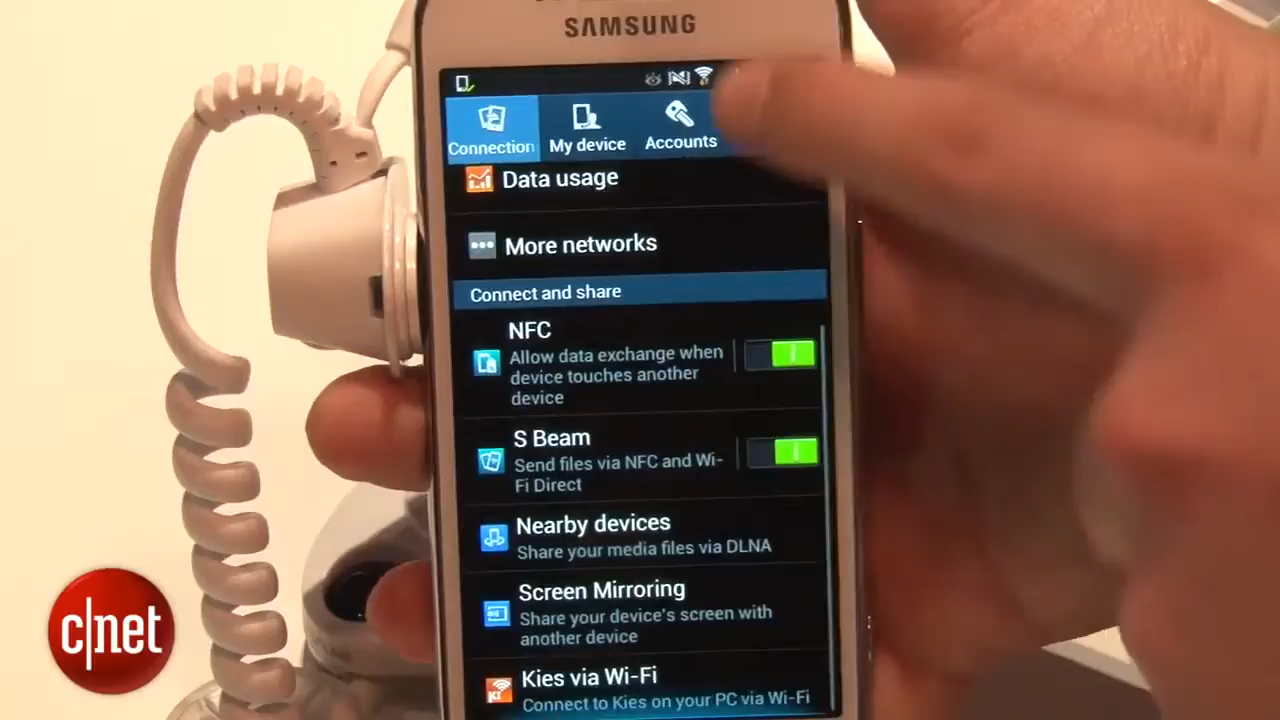 SAMSUNG
Connection
My device
Accounts
Data usage
More networks
Connect and share
NFC
Allow data exchange when
device touches another
device
S Beam
Send files via NFC and Wi-
Fi Direct
Nearby devices
Share your media files via DLNA
Screen Mirroring
Share your device's screen with
another device
Kies via Wi-Fi
Connect to Kies on your PC via Wi-Fi
c|net